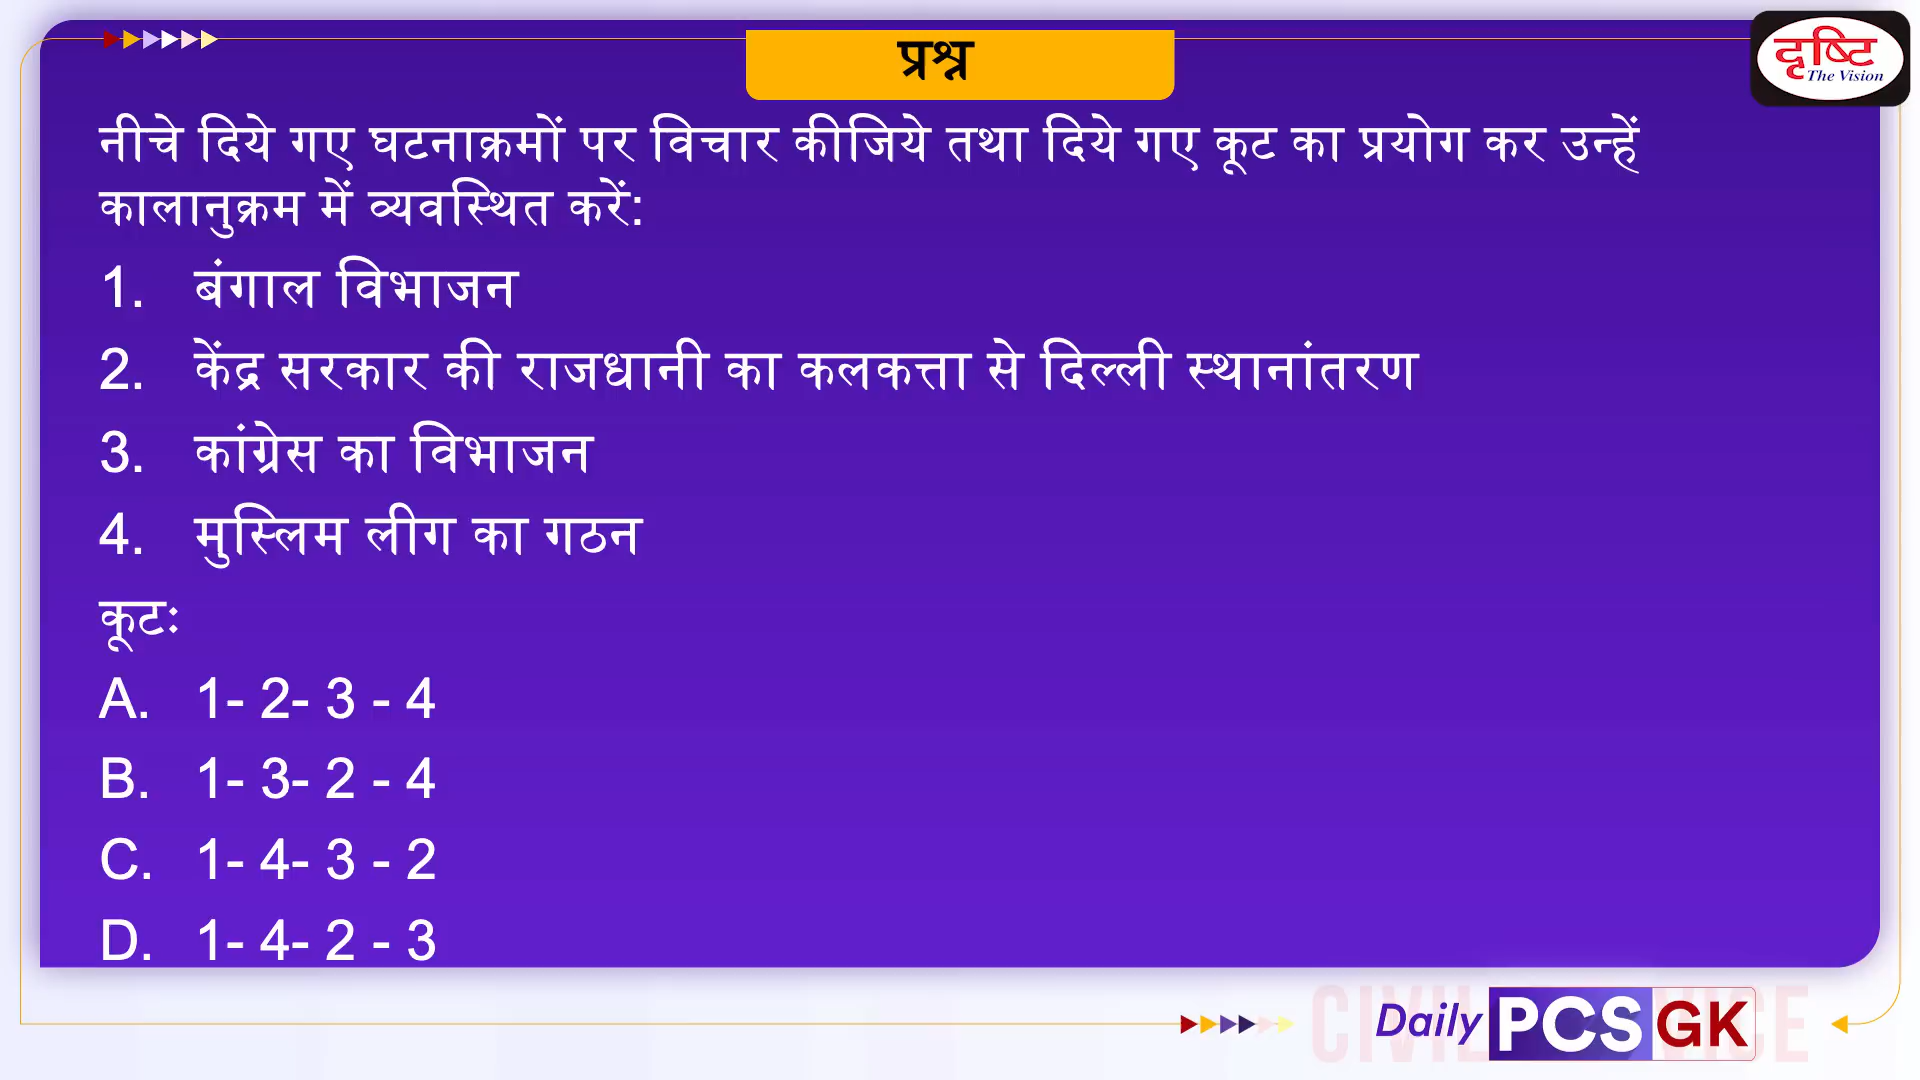 प्रश्न
दृष्टि
The Vision
नीचे दिये गए घटनाक्रमों पर विचार कीजिये तथा दिये गए कूट का प्रयोग कर उन्हें
कालानुक्रम में व्यवस्थित करें:
1. बंगाल विभाजन
2. केंद्र सरकार की राजधानी का कलकत्ता से दिल्ली स्थानांतरण
3. कांग्रेस का विभाजन
4. मुस्लिम लीग का गठन
कूटः
A. 1- 2- 3 - 4
B. 1- 3- 2 - 4
C. 1- 4- 3 - 2
D. 1- 4- 2 - 3
Daily PCS GK